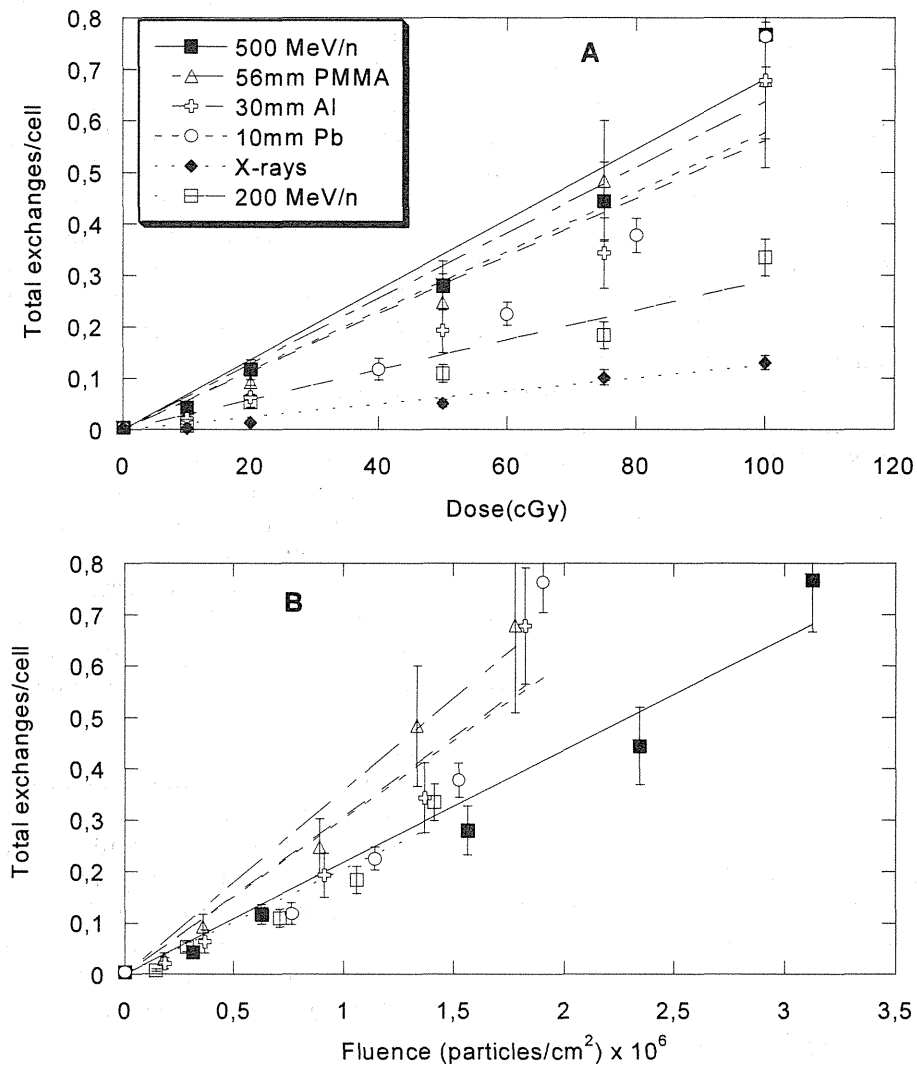 0,8
0,7
0,6
0,5
0,4
0,3
0,2
0,1
0
Total exchanges/cell
500 MeV/n
56mm PMMA
30mm Al
10mm Pb
X-rays
200 MeV/n
A
0 20 40 60 80 100 120
Dose(cGy)
0,8
0,7
0,6
0,5
0,4
0,3
0,2
0,1
0
Total exchanges/cell
B
0 0,5 1 1,5 2 2,5 3 3,5
Fluence (particles/cm² ) x 10⁶